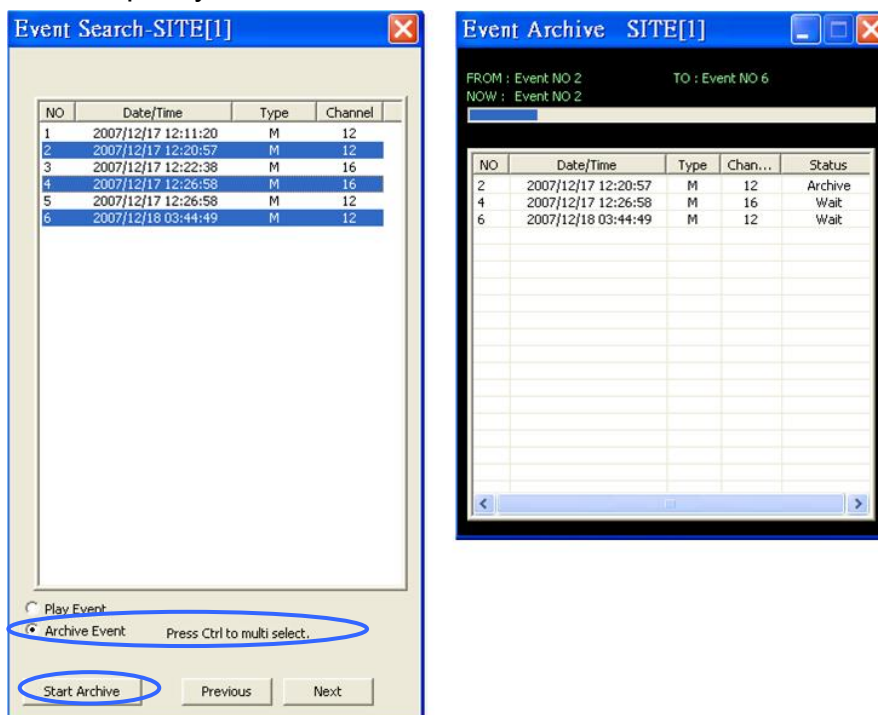 Event Search-SITE[1]
NO Date/Time Type Channel
1 2007/12/17 12:11:20 M 12
2 2007/12/17 12:20:57 M 12
3 2007/12/17 12:22:38 M 16
4 2007/12/17 12:26:58 M 16
5 2007/12/17 12:26:58 M 12
6 2007/12/18 03:44:49 M 12
Play Event
Archive Event Press Ctrl to multi select.
Start Archive Previous Next
Event Archive SITE[1]
FROM : Event NO 2 TO : Event NO 6
NOW : Event NO 2
NO Date/Time Type Chan... Status
2 2007/12/17 12:20:57 M 12 Archive
4 2007/12/17 12:26:58 M 16 Wait
6 2007/12/18 03:44:49 M 12 Wait